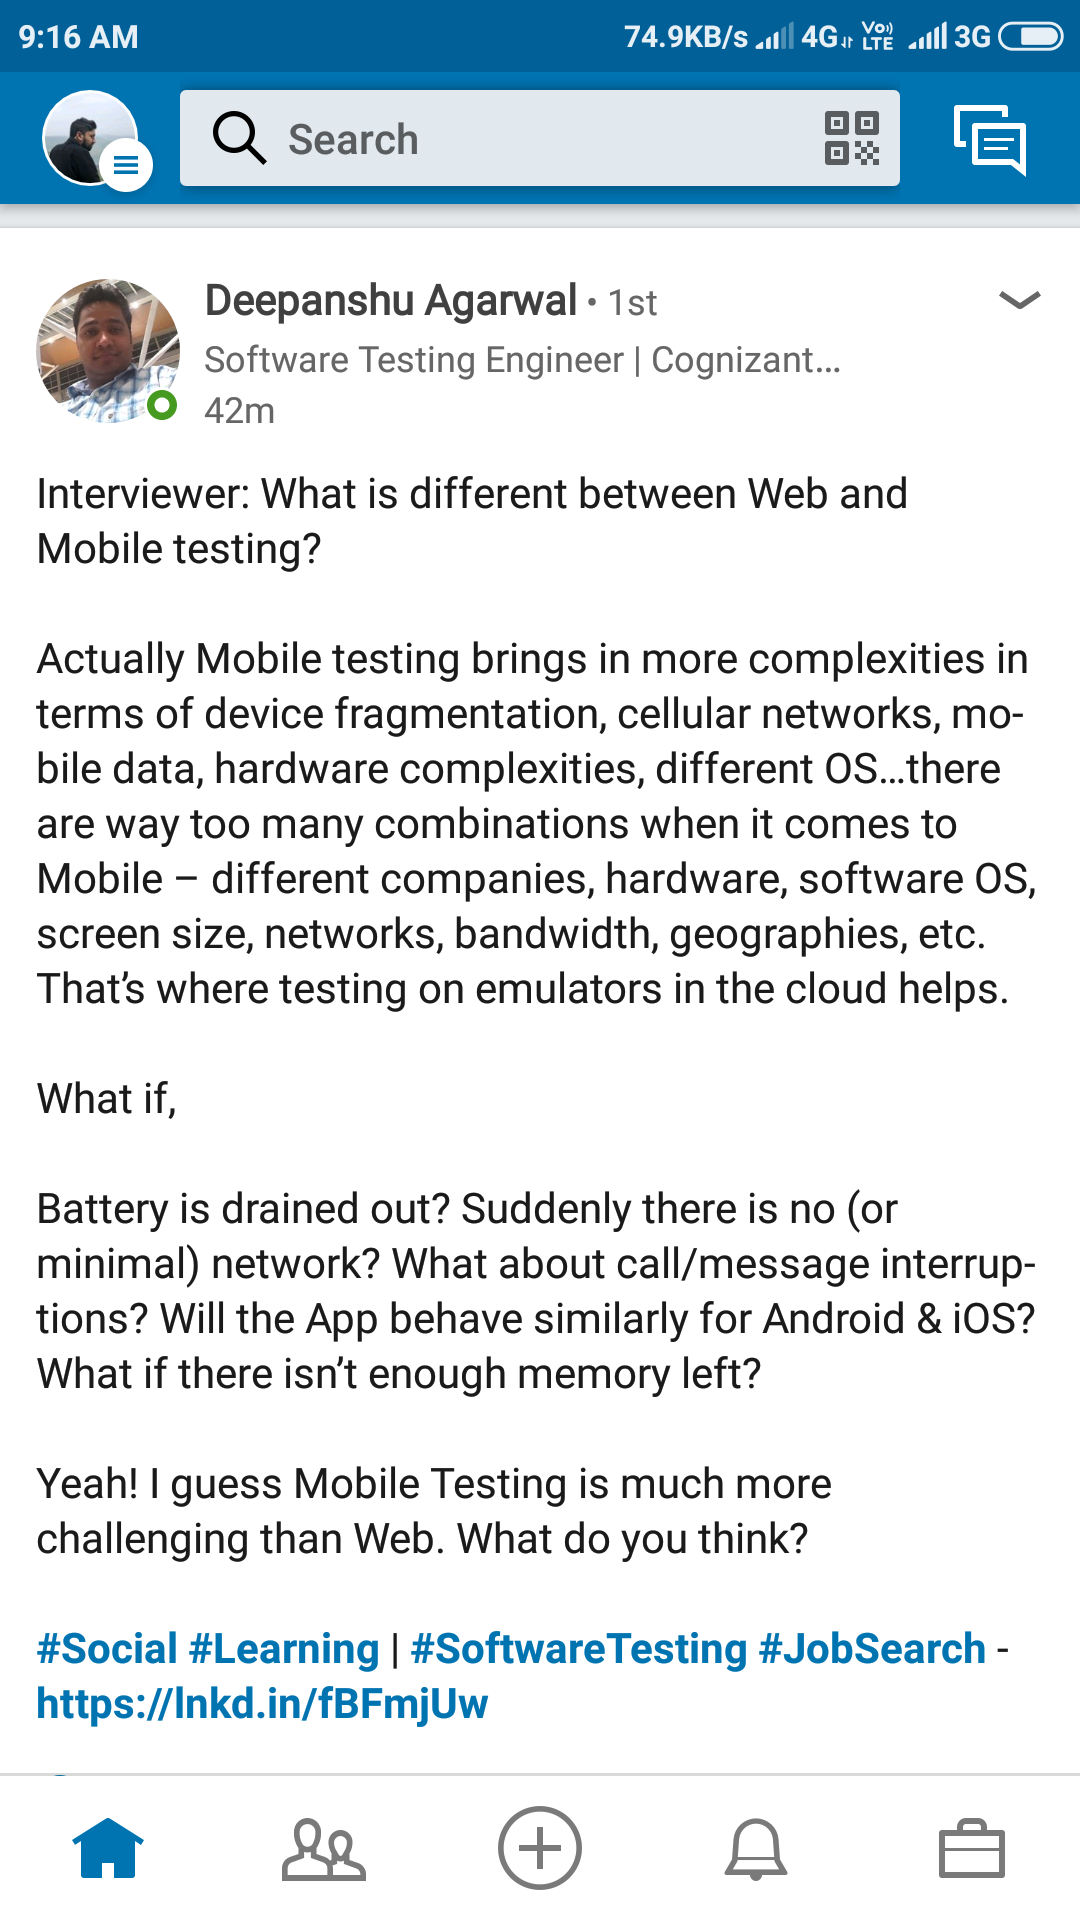 9:16 AM
74.9KB/s 4G VoLTE 3G
Search
Deepanshu Agarwal • 1st
Software Testing Engineer | Cognizant...
42m
Interviewer: What is different between Web and
Mobile testing?
Actually Mobile testing brings in more complexities in
terms of device fragmentation, cellular networks, mo-
bile data, hardware complexities, different OS...there
are way too many combinations when it comes to
Mobile – different companies, hardware, software OS,
screen size, networks, bandwidth, geographies, etc.
That’s where testing on emulators in the cloud helps.
What if,
Battery is drained out? Suddenly there is no (or
minimal) network? What about call/message interrup-
tions? Will the App behave similarly for Android & iOS?
What if there isn’t enough memory left?
Yeah! I guess Mobile Testing is much more
challenging than Web. What do you think?
#Social #Learning | #SoftwareTesting #JobSearch -
https://lnkd.in/fBFmjUw